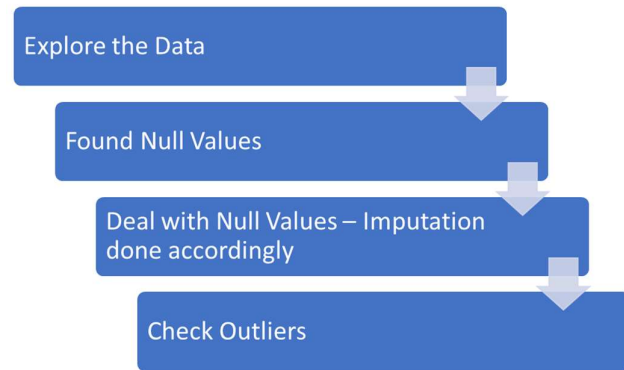 Explore the Data
Found Null Values
Deal with Null Values – Imputation
done accordingly
Check Outliers